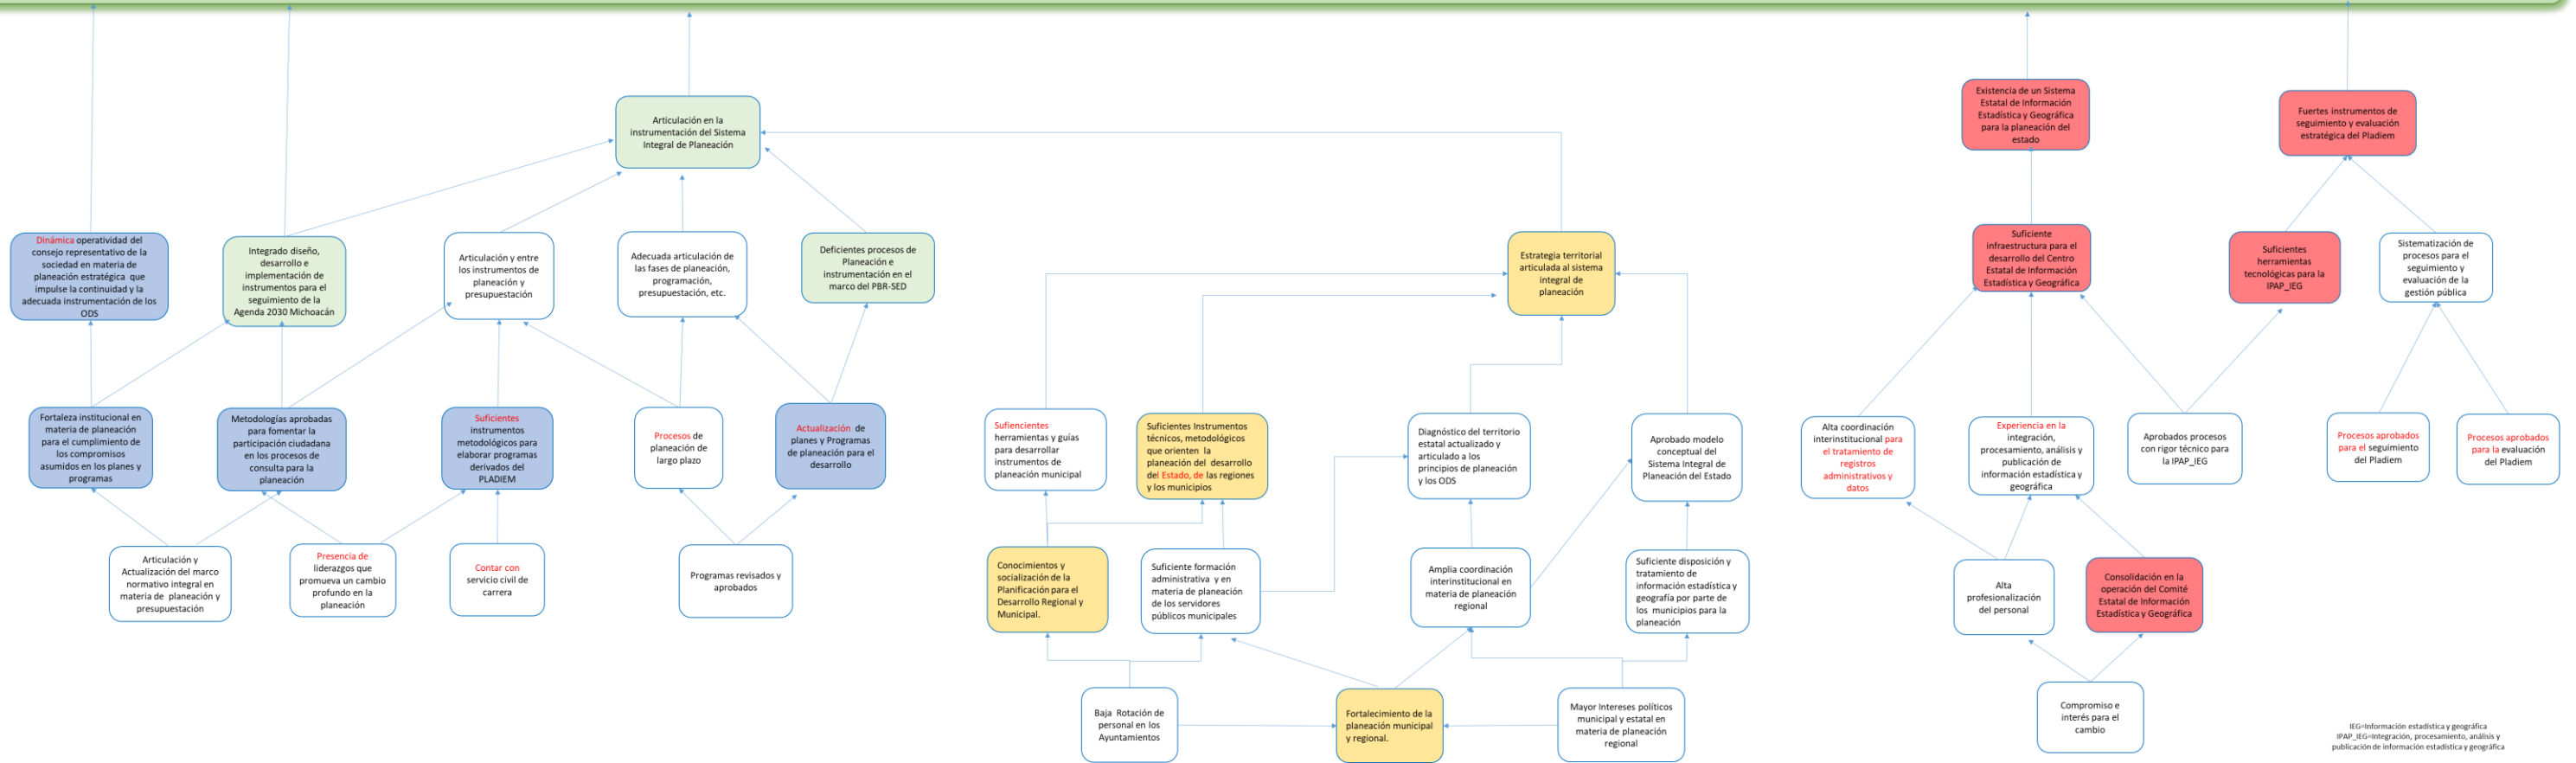 Existencia de un Sistema
Estatal de Información
Estadística y Geográfica
para la planeación del
estado
Fuertes instrumentos de
seguimiento y evaluación
estratégica del Pladiem
Articulación en la
instrumentación del Sistema
Integral de Planeación
Dinámica operatividad del
consejo representativo de la
sociedad en materia de
planeación estratégica que
impulse la continuidad y la
adecuada instrumentación de los
ODS
Integrado diseño,
desarrollo e
implementación de
instrumentos para el
seguimiento de la
Agenda 2030 Michoacán
Articulación y entre
los instrumentos de
planeación y
presupuestación
Adecuada articulación de
las fases de planeación,
programación,
presupuestación, etc.
Deficientes procesos de
Planeación e
instrumentación en el
marco del PBR-SED
Estrategia territorial
articulada al sistema
integral de
planeación
Suficiente
infraestructura para el
desarrollo del Centro
Estatal de Información
Estadística y Geográfica
Suficientes
herramientas
tecnológicas para la
IPAP_IEG
Sistematización de
procesos para el
seguimiento y
evaluación de la
gestión pública
Fortaleza institucional en
materia de planeación
para el cumplimiento de
los compromisos
asumidos en los planes y
programas
Metodologías aprobadas
para fomentar la
participación ciudadana
en los procesos de
consulta para la
planeación
Suficientes
instrumentos
metodológicos para
elaborar programas
derivados del
PLADIEM
Procesos de
planeación de
largo plazo
Actualización de
planes y Programas
de planeación para el
desarrollo
Sufiencientes
herramientas y guías
para desarrollar
instrumentos de
planeación municipal
Suficientes Instrumentos
técnicos, metodológicos
que orienten la
planeación del desarrollo
del Estado, de las regiones
y los municipios
Diagnóstico del territorio
estatal actualizado y
articulado a los
principios de planeación
y los ODS
Aprobado modelo
conceptual del
Sistema Integral de
Planeación del Estado
Alta coordinación
interinstitucional para
el tratamiento de
registros
administrativos y
datos
Experiencia en la
integración,
procesamiento, análisis y
publicación de
información estadística y
geográfica
Aprobados procesos
con rigor técnico para
la IPAP_IEG
Procesos aprobados
para el seguimiento
del Pladiem
Procesos aprobados
para la evaluación
del Pladiem
Articulación y
Actualización del marco
normativo integral en
materia de planeación y
presupuestación
Presencia de
liderazgos que
promueva un cambio
profundo en la
planeación
Contar con
servicio civil de
carrera
Programas revisados y
aprobados
Conocimientos y
socialización de la
Planificación para el
Desarrollo Regional y
Municipal.
Suficiente formación
administrativa y en
materia de planeación
de los servidores
públicos municipales
Amplia coordinación
interinstitucional en
materia de planeación
regional
Suficiente disposición y
tratamiento de
información estadística y
geografía por parte de
los municipios para la
planeación
Alta
profesionalización
del personal
Consolidación en la
operación del Comité
Estatal de Información
Estadística y Geográfica
Baja Rotación de
personal en los
Ayuntamientos
Fortalecimiento de la
planeación municipal
y regional.
Mayor Intereses políticos
municipal y estatal en
materia de planeación
regional
Compromiso e
interés para el
cambio
IEG=Información estadística y geográfica
IPAP_IEG=Integración, procesamiento, análisis y
publicación de información estadística y geográfica